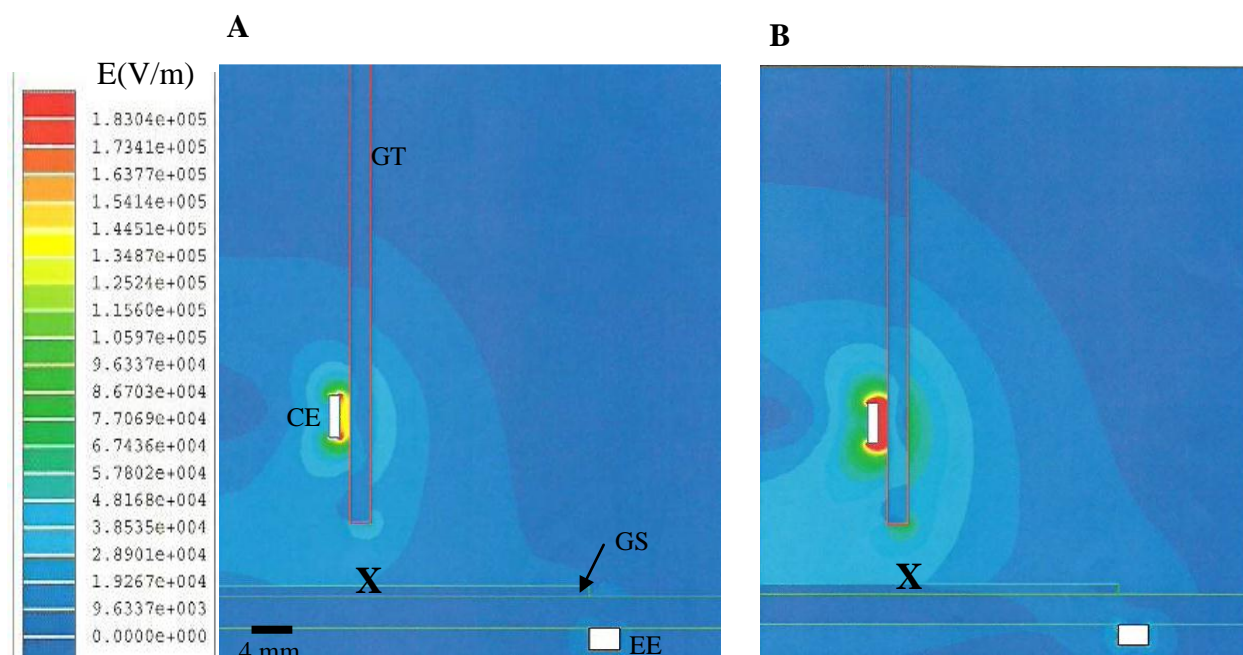 A
B
E(V/m)
1.8304e+005
1.7341e+005
1.6377e+005
1.5414e+005
1.4451e+005
1.3487e+005
1.2524e+005
1.1560e+005
1.0597e+005
9.6337e+004
8.6703e+004
7.7069e+004
6.7436e+004
5.7802e+004
4.8168e+004
3.8535e+004
2.8901e+004
1.9267e+004
9.6337e+003
0.0000e+000
GT
CE
GS
X
X
4 mm
EE